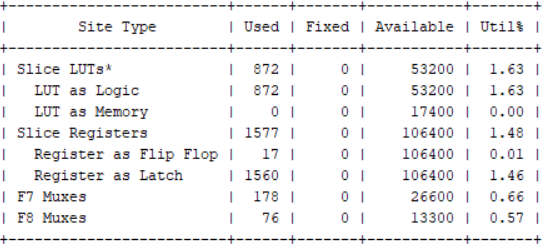 +----------------------------+------+-------+-----------+-------+
|          Site Type         | Used | Fixed | Available | Util% |
+----------------------------+------+-------+-----------+-------+
| Slice LUTs*                |  872 |     0 |     53200 |  1.63 |
|   LUT as Logic             |  872 |     0 |     53200 |  1.63 |
|   LUT as Memory            |    0 |     0 |     17400 |  0.00 |
| Slice Registers            | 1577 |     0 |    106400 |  1.48 |
|   Register as Flip Flop    |   17 |     0 |    106400 |  0.01 |
|   Register as Latch        | 1560 |     0 |    106400 |  1.46 |
| F7 Muxes                   |  178 |     0 |     26600 |  0.66 |
| F8 Muxes                   |   76 |     0 |     13300 |  0.57 |
+----------------------------+------+-------+-----------+-------+